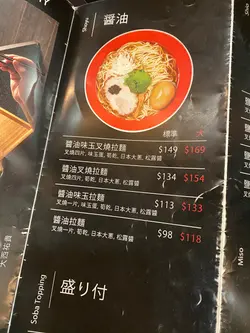 Shoyu
醬油
標準 大
醬油味玉叉燒拉麵 $149 $169
叉燒四片, 味玉蛋, 筍乾, 日本大蔥, 松露醬
醬油叉燒拉麵 $134 $154
叉燒四片, 筍乾, 日本大蔥, 松露醬
醬油味玉拉麵 $113 $133
叉燒一片, 味玉蛋, 筍乾, 日本大蔥, 松露醬
醬油拉麵 $98 $118
叉燒一片, 筍乾, 日本大蔥, 松露醬
Soba Topping
盛り付
大西祐貴
Miso